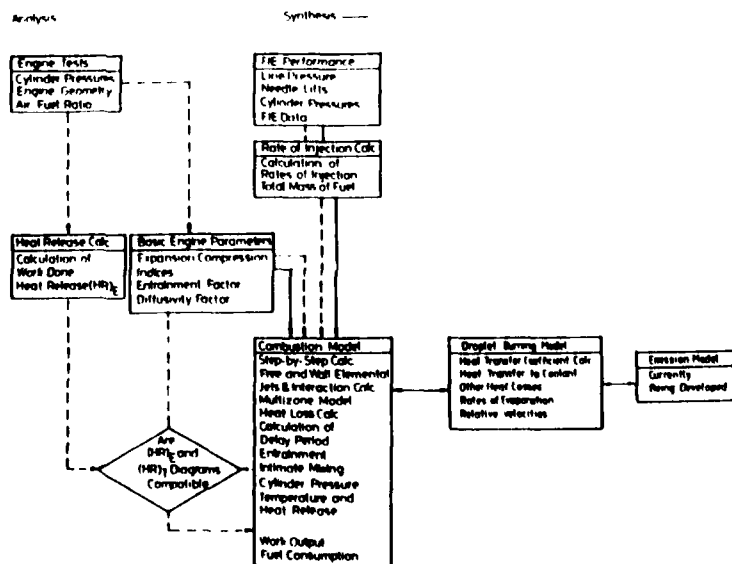 Analysis
Synthesis
Engine Tests
Cylinder Pressures
Engine Geometry
Air Fuel Ratio
FIE Performance
Line Pressure
Needle Lifts
Cylinder Pressures
FIE Data
Rate of Injection Calc
Calculation of
Rates of Injection
Total Mass of Fuel
Heat Release Calc
Calculation of
Work Done
Heat Release (HR)E
Basic Engine Parameters
Expansion Compression
Indices
Entrainment Factor
Diffusivity Factor
Combustion Model
Step-by-Step Calc
Free and Wall Elemental
Jets & Interaction Calc
Multizone Model
Heat Loss Calc
Calculation of
Delay Period
Entrainment
Intimate Mixing
Cylinder Pressure
Temperature and
Heat Release
Work Output
Fuel Consumption
Droplet Burning Model
Heat Transfer Coefficient Calc
Heat Transfer to
Other Heat Losses
Rates of Evaporation
Relative velocities
Emission Model
Currently
Being Developed
Are
(HR)E and
(HR)T Diagrams
Compatible